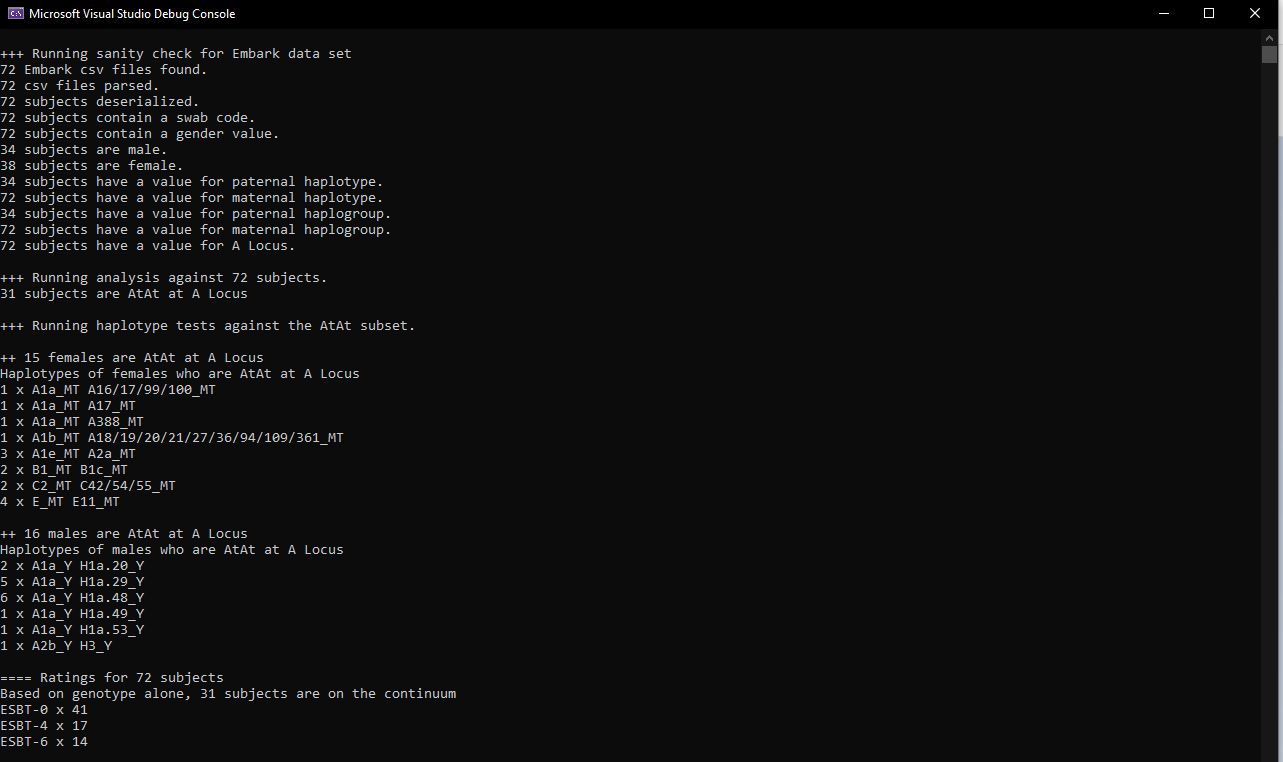 Microsoft Visual Studio Debug Console
+++ Running sanity check for Embark data set
72 Embark csv files found.
72 csv files parsed.
72 subjects deserialized.
72 subjects contain a swab code.
72 subjects contain a gender value.
34 subjects are male.
38 subjects are female.
34 subjects have a value for paternal haplotype.
72 subjects have a value for maternal haplotype.
34 subjects have a value for paternal haplogroup.
72 subjects have a value for maternal haplogroup.
72 subjects have a value for A Locus.
+++ Running analysis against 72 subjects.
31 subjects are AtAt at A Locus
+++ Running haplotype tests against the AtAt subset.
++ 15 females are AtAt at A Locus
Haplotypes of females who are AtAt at A Locus
1 x A1a_MT A16/17/99/100_MT
1 x A1a_MT A17_MT
1 x A1a_MT A388_MT
1 x A1b_MT A18/19/20/21/27/36/94/109/361_MT
3 x A1e_MT A2a_MT
2 x B1_MT B1c_MT
2 x C2_MT C42/54/55_MT
4 x E_MT E11_MT
++ 16 males are AtAt at A Locus
Haplotypes of males who are AtAt at A Locus
2 x A1a_Y H1a.20_Y
5 x A1a_Y H1a.29_Y
6 x A1a_Y H1a.48_Y
1 x A1a_Y H1a.49_Y
1 x A1a_Y H1a.53_Y
1 x A2b_Y H3_Y
==== Ratings for 72 subjects
Based on genotype alone, 31 subjects are on the continuum
ESBT-0 x 41
ESBT-4 x 17
ESBT-6 x 14